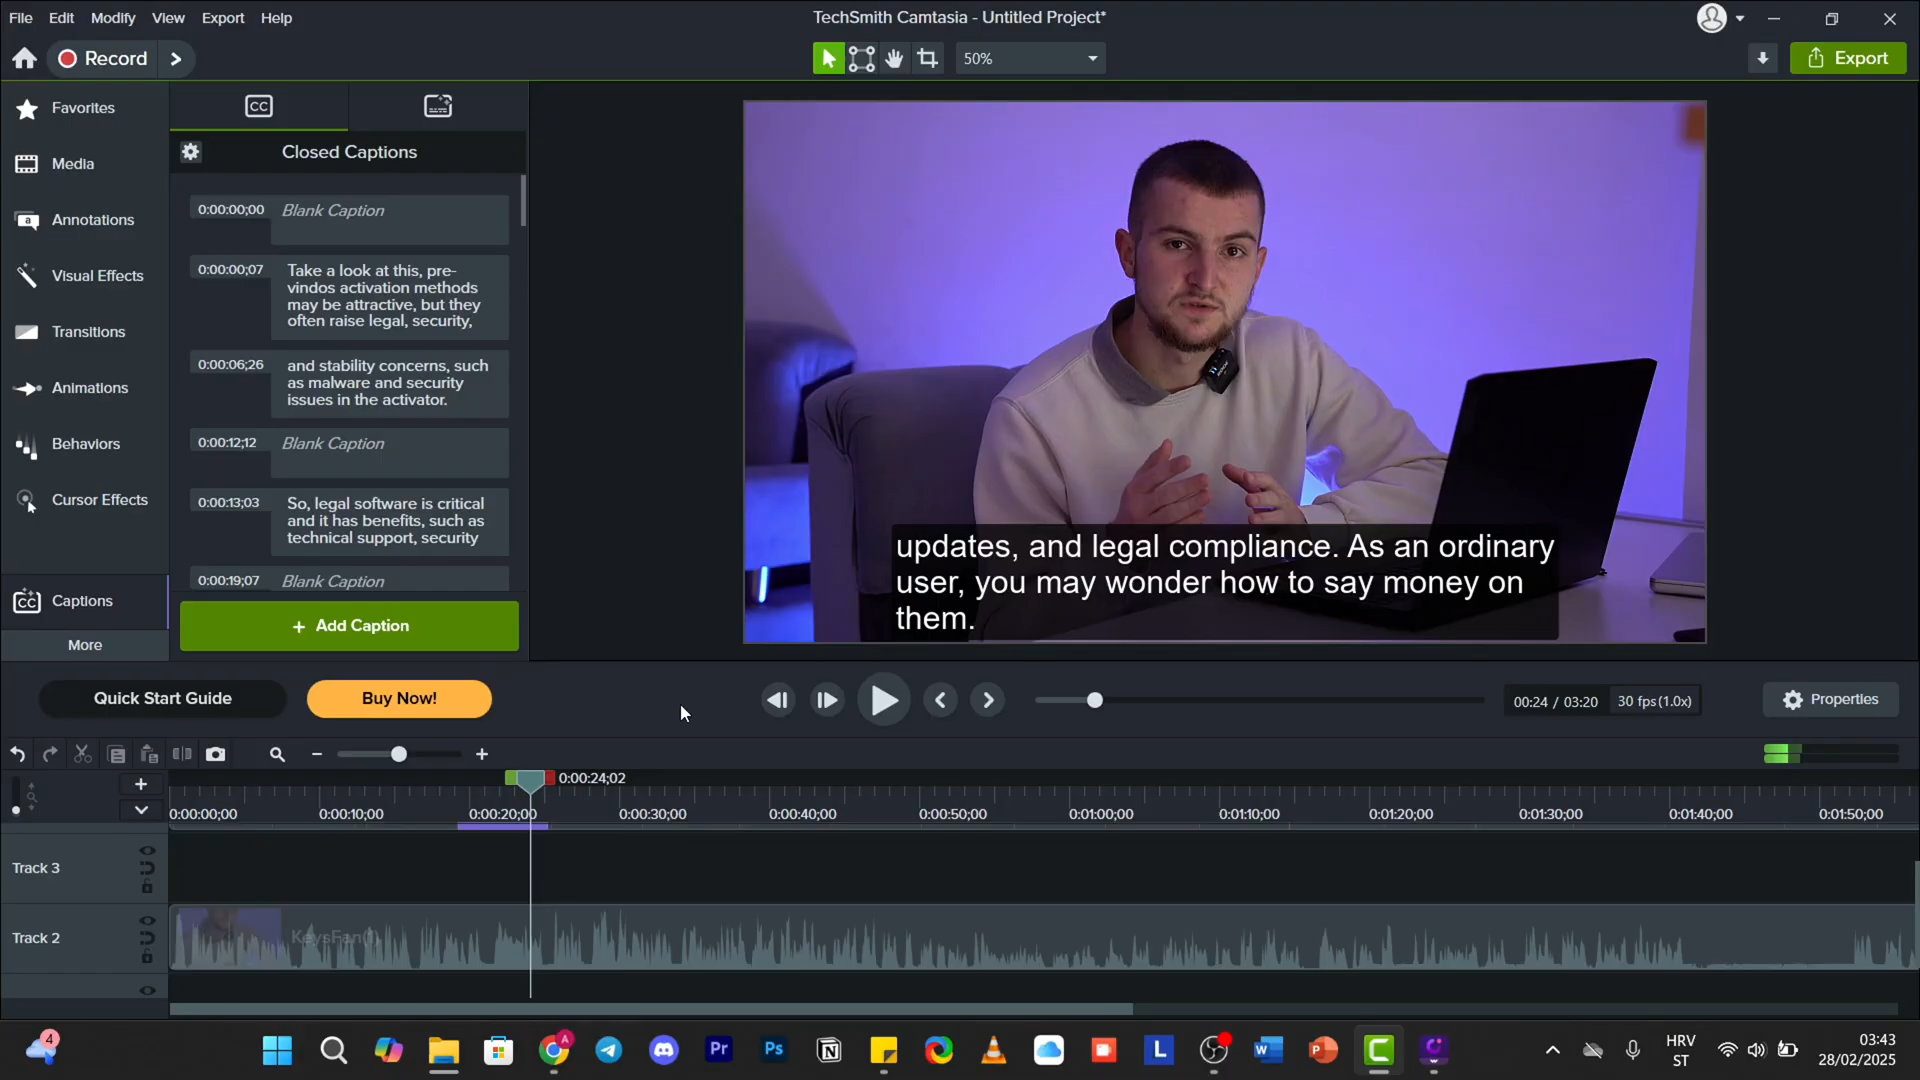 File Edit Modify View Export Help
TechSmith Camtasia - Untitled Project*
Record
50%
Export
Favorites
Media
Annotations
Visual Effects
Transitions
Animations
Behaviors
Cursor Effects
Captions
More
CC
Closed Captions
0:00:00;00 Blank Caption
0:00:00;07 Take a look at this, pre-
vindos activation methods
may be attractive, but they
often raise legal, security,
0:00:06;26 and stability concerns, such
as malware and security
issues in the activator.
0:00:12;12 Blank Caption
0:00:13;03 So, legal software is critical
and it has benefits, such as
technical support, security
0:00:19;07 Blank Caption
+ Add Caption
updates, and legal compliance. As an ordinary
user, you may wonder how to say money on
them.
Quick Start Guide
Buy Now!
00:24 / 03:20 30 fps(1.0x)
Properties
0:00:24;02
0:00:00;00 0:00:10;00 0:00:20;00 0:00:30;00 0:00:40;00 0:00:50;00 0:01:00;00 0:01:10;00 0:01:20;00 0:01:30;00 0:01:40;00 0:01:50;00
Track 3
Track 2
KeysFan(1)
4
A
Pr
Ps
L
HRV
ST
03:43
28/02/2025